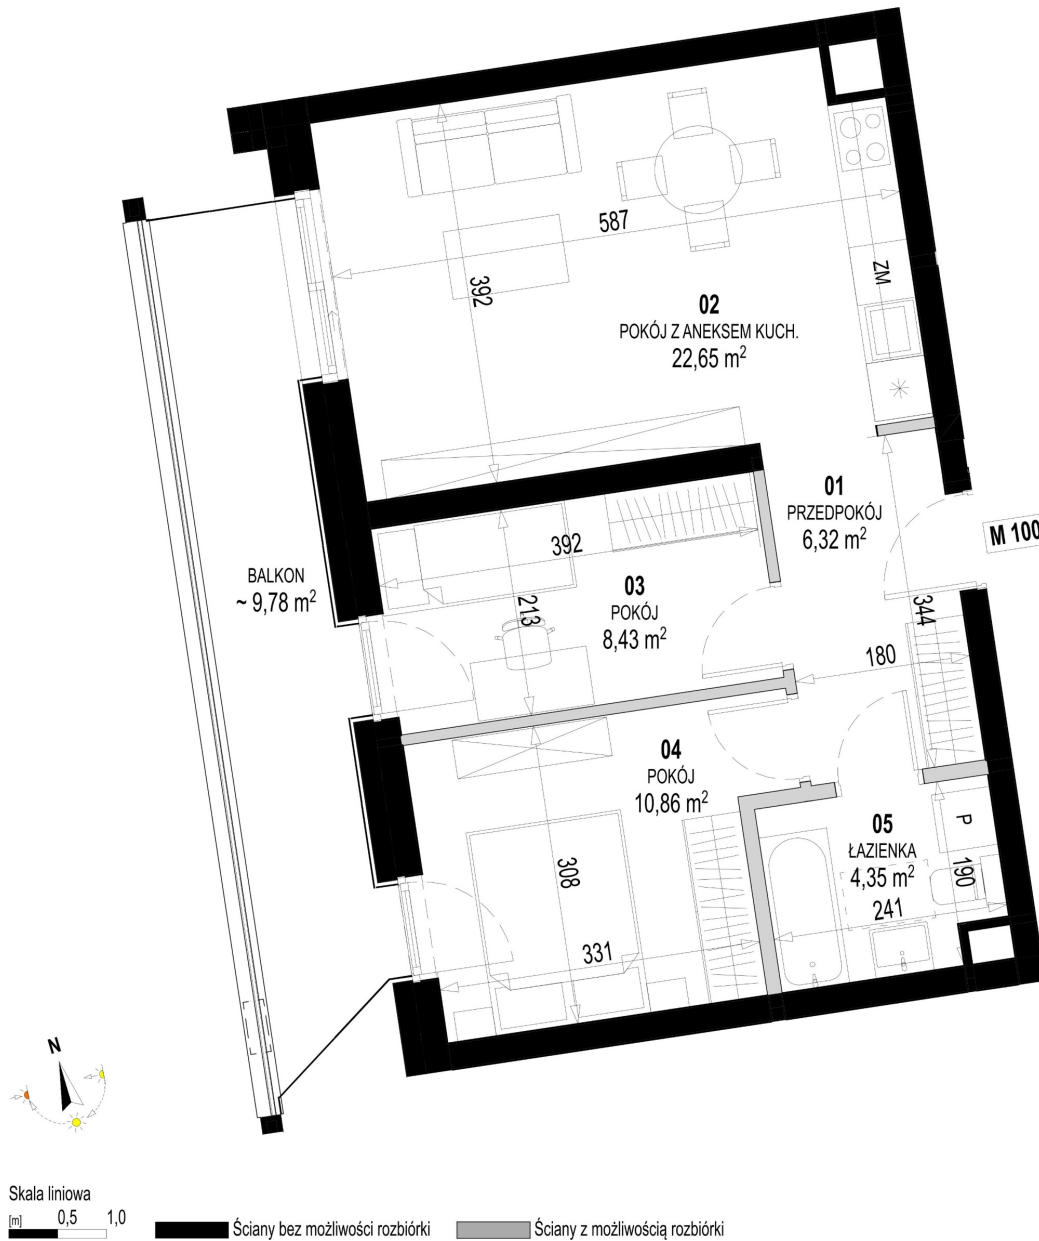 587
392
ZM
02
POKÓJ Z ANEKSEM KUCH.
22,65 m²
01
PRZEDPOKÓJ
6,32 m²
M 100
392
BALKON
~ 9,78 m²
213
03
POKÓJ
8,43 m²
344
180
04
POKÓJ
10,86 m²
308
331
05
ŁAZIENKA
4,35 m²
P
190
241
N
Skala liniowa
[m] 0,5 1,0
Ściany bez możliwości rozbiórki
Ściany z możliwością rozbiórki